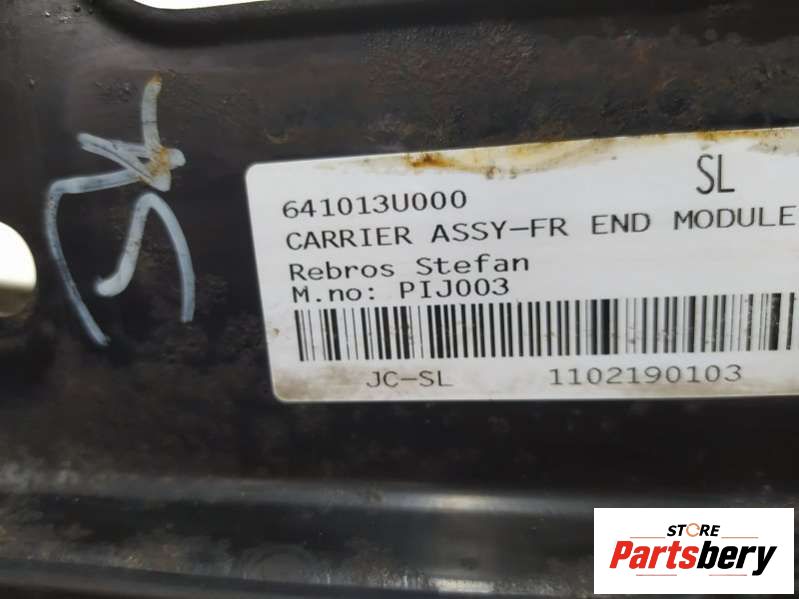 SL
641013U000
CARRIER ASSY-FR END MODULE
Rebros Stefan
M.no: PIJ003
JC-SL 1102190103
STORE
Partsbery